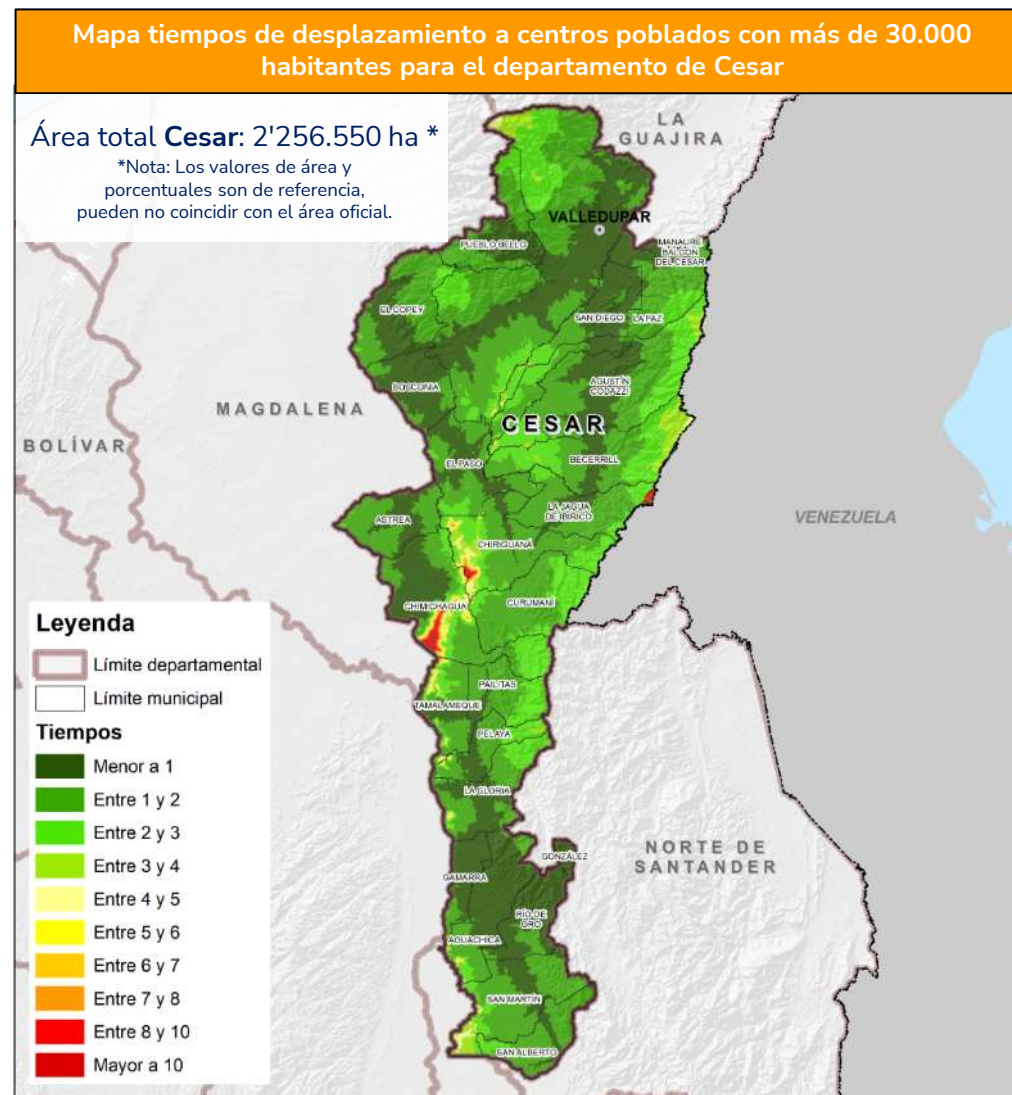 Mapa tiempos de desplazamiento a centros poblados con más de 30.000
habitantes para el departamento de Cesar
Área total Cesar: 2'256.550 ha *
*Nota: Los valores de área y
porcentuales son de referencia,
pueden no coincidir con el área oficial.
LA
GUAJIRA
VALLEDUPAR
PUEBLO BELLO
MANAURE
BALCÓN
DEL CESAR
EL COPEY
SAN DIEGO
LA PAZ
BOSCONIA
AGUSTÍN
CODAZZI
MAGDALENA
CESAR
BOLÍVAR
EL PASO
BECERRILL
LA JAGUA
DE IBIRICO
ASTREA
VENEZUELA
CHIRIGUANÁ
CHIMICHAGUA
CURUMANÍ
PAILITAS
TAMALAMEQUE
PELAYA
LA GLORIA
GONZÁLEZ
NORTE DE
SANTANDER
GAMARRA
RÍO DE
ORO
AGUACHICA
SAN MARTÍN
SAN ALBERTO
Leyenda
Límite departamental
Límite municipal
Tiempos
Menor a 1
Entre 1 y 2
Entre 2 y 3
Entre 3 y 4
Entre 4 y 5
Entre 5 y 6
Entre 6 y 7
Entre 7 y 8
Entre 8 y 10
Mayor a 10